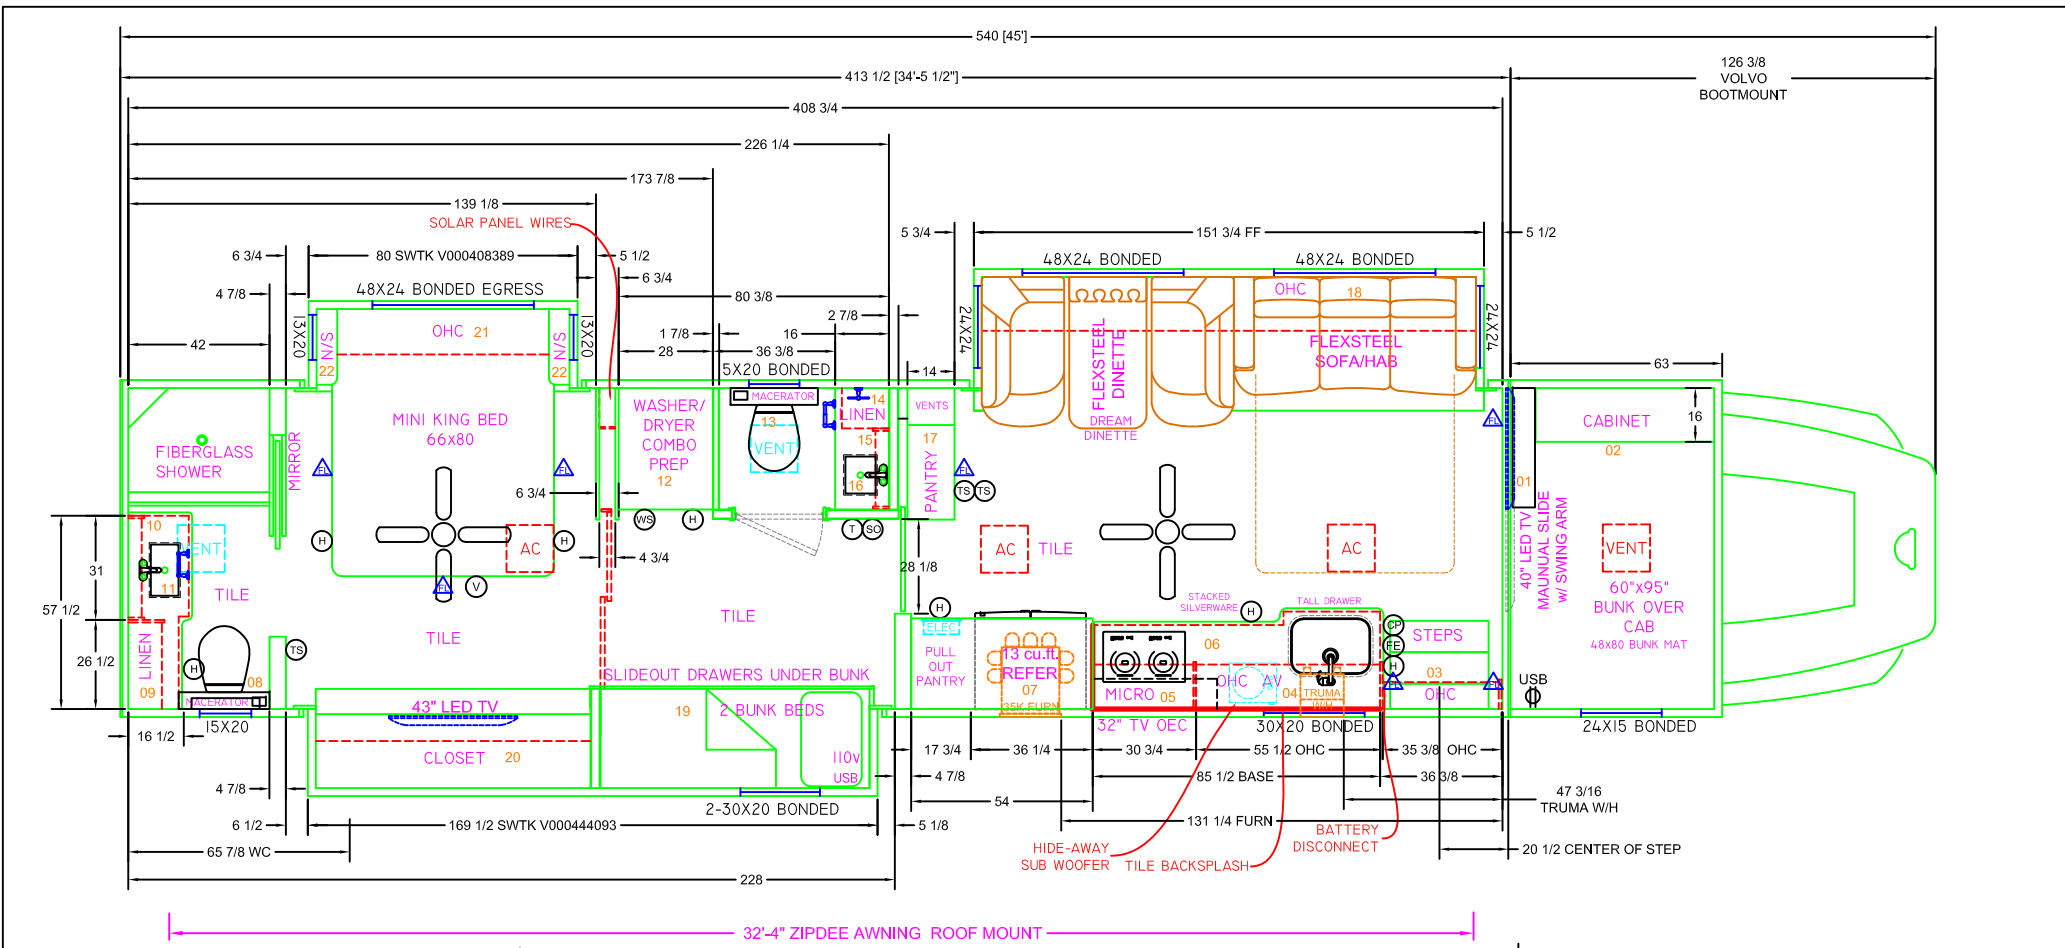 540 [45']
413 1/2 [34'-5 1/2"]
126 3/8
VOLVO
BOOTMOUNT
408 3/4
226 1/4
173 7/8
139 1/8
SOLAR PANEL WIRES
6 3/4
80 SWTK V000408389
5 1/2
5 3/4
151 3/4 FF
5 1/2
4 7/8
48X24 BONDED EGRESS
6 3/4
80 3/8
48X24 BONDED
48X24 BONDED
2 7/8
42
13X20
N/S
22
OHC 21
N/S
22
13X20
1 7/8
16
28
36 3/8
5X20 BONDED
14
24X24
OHC
18
24X24
63
FLEXSTEEL
DINETTE
DREAM
DINETTE
FLEXSTEEL
SOFA/HAB
MINI KING BED
66X80
WASHER/
DRYER
COMBO
PREP
12
MACERATOR
13
VENT
14
LINEN
15
16
VENTS
17
PANTRY
CABINET
16
02
FIBERGLASS
SHOWER
MIRROR
FL
FL
FL
FL
6 3/4
TS
TS
01
40" LED TV
MAUNUAL SLIDE
w/ SWING ARM
10
VENT
11
31
57 1/2
H
AC
H
WS
H
T
SO
4 3/4
28 1/8
AC
TILE
AC
VENT
60"x95"
BUNK OVER
CAB
48x80 BUNK MAT
FL
V
TILE
TILE
TILE
H
STACKED
SILVERWARE
H
TALL DRAWER
26 1/2
LINEN
09
H
08
TS
MACERATOR
15X20
ELEC
PULL
OUT
PANTRY
13 cu.ft.
REFER
07
35K FURN
06
MICRO 05
OHC AV
04
TRUMA
W/H
CP
FE
H
FL
STEPS
03
OHC
FL
USB
SLIDEOUT DRAWERS UNDER BUNK
43" LED TV
CLOSET 20
19
2 BUNK BEDS
110v
USB
32" TV OEC
30X20 BONDED
24X15 BONDED
16 1/2
17 3/4
36 1/4
30 3/4
55 1/2 OHC
35 3/8 OHC
4 7/8
4 7/8
85 1/2 BASE
36 3/8
2-30X20 BONDED
54
47 3/16
TRUMA W/H
6 1/2
169 1/2 SWTK V000444093
5 1/8
131 1/4 FURN
65 7/8 WC
HIDE-AWAY
SUB WOOFER
TILE BACKSPLASH
BATTERY
DISCONNECT
20 1/2 CENTER OF STEP
228
32'-4" ZIPDEE AWNING ROOF MOUNT